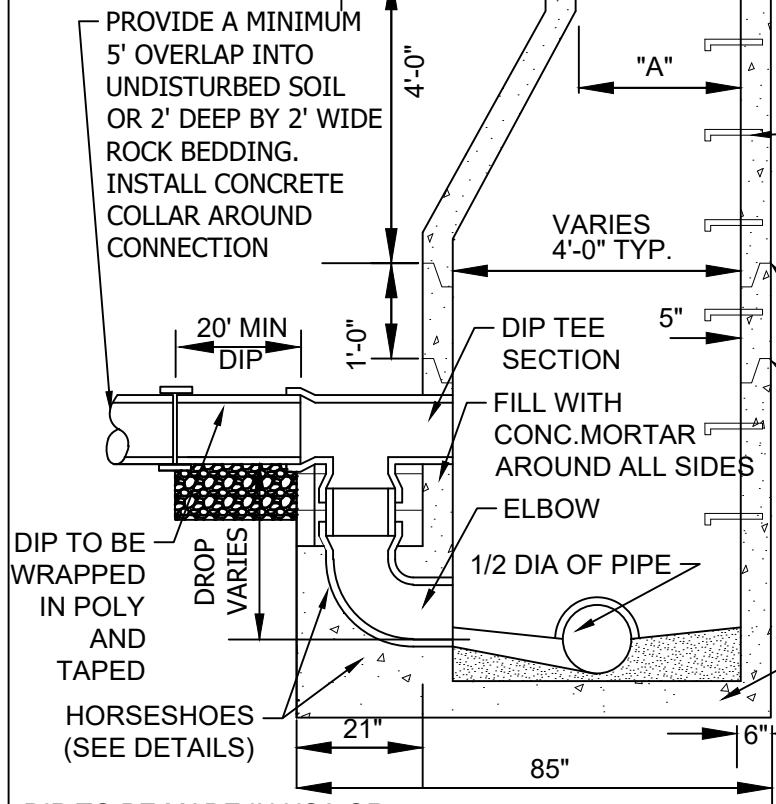 PROVIDE A MINIMUM
5' OVERLAP INTO
UNDISTURBED SOIL
OR 2' DEEP BY 2' WIDE
ROCK BEDDING.
INSTALL CONCRETE
COLLAR AROUND
CONNECTION
4'-0"
"A"
VARIES
4'-0" TYP.
20' MIN
DIP
1'-0"
5"
DIP TEE
SECTION
FILL WITH
CONC.MORTAR
AROUND ALL SIDES
ELBOW
1/2 DIA OF PIPE
DIP TO BE
WRAPPED
IN POLY
AND
TAPED
DROP
VARIES
HORSESHOES
(SEE DETAILS)
21"
6"
85"